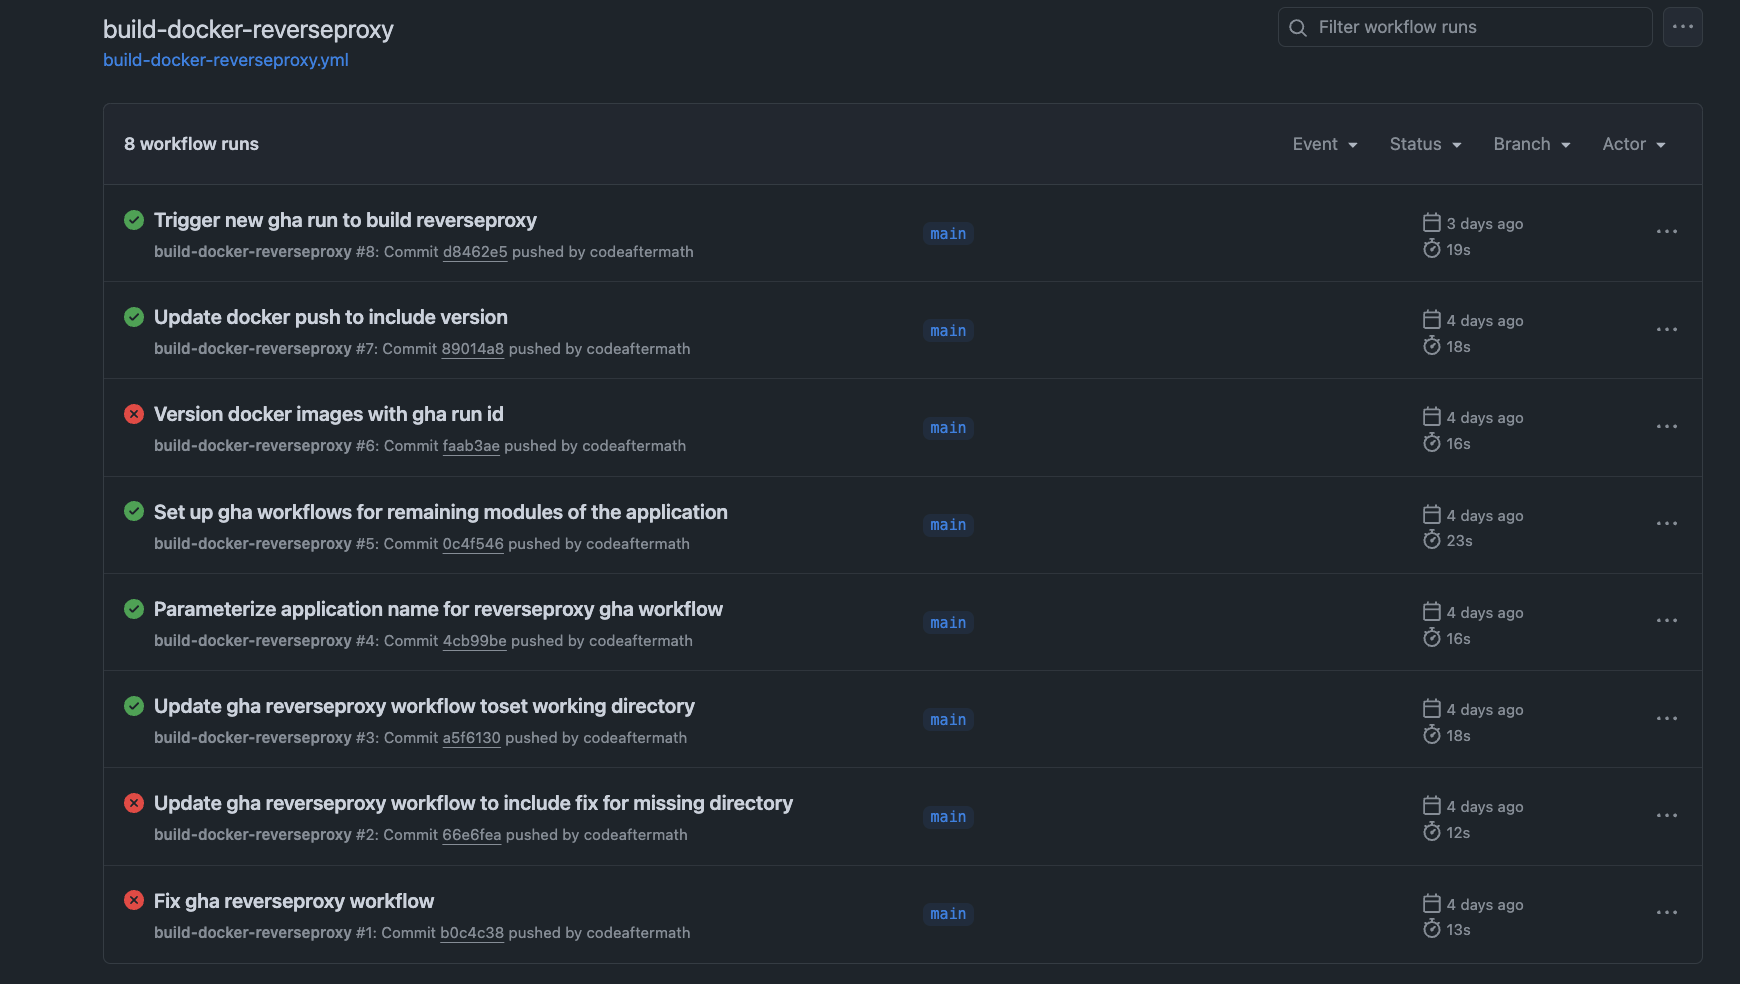 build-docker-reverseproxy
build-docker-reverseproxy.yml
Filter workflow runs
8 workflow runs
Event
Status
Branch
Actor
Trigger new gha run to build reverseproxy
build-docker-reverseproxy #8: Commit d8462e5 pushed by codeaftermath
main
3 days ago
19s
Update docker push to include version
build-docker-reverseproxy #7: Commit 89014a8 pushed by codeaftermath
main
4 days ago
18s
Version docker images with gha run id
build-docker-reverseproxy #6: Commit faab3ae pushed by codeaftermath
main
4 days ago
16s
Set up gha workflows for remaining modules of the application
build-docker-reverseproxy #5: Commit 0c4f546 pushed by codeaftermath
main
4 days ago
23s
Parameterize application name for reverseproxy gha workflow
build-docker-reverseproxy #4: Commit 4cb99be pushed by codeaftermath
main
4 days ago
16s
Update gha reverseproxy workflow toset working directory
build-docker-reverseproxy #3: Commit a5f6130 pushed by codeaftermath
main
4 days ago
18s
Update gha reverseproxy workflow to include fix for missing directory
build-docker-reverseproxy #2: Commit 66e6fea pushed by codeaftermath
main
4 days ago
12s
Fix gha reverseproxy workflow
build-docker-reverseproxy #1: Commit b0c4c38 pushed by codeaftermath
main
4 days ago
13s